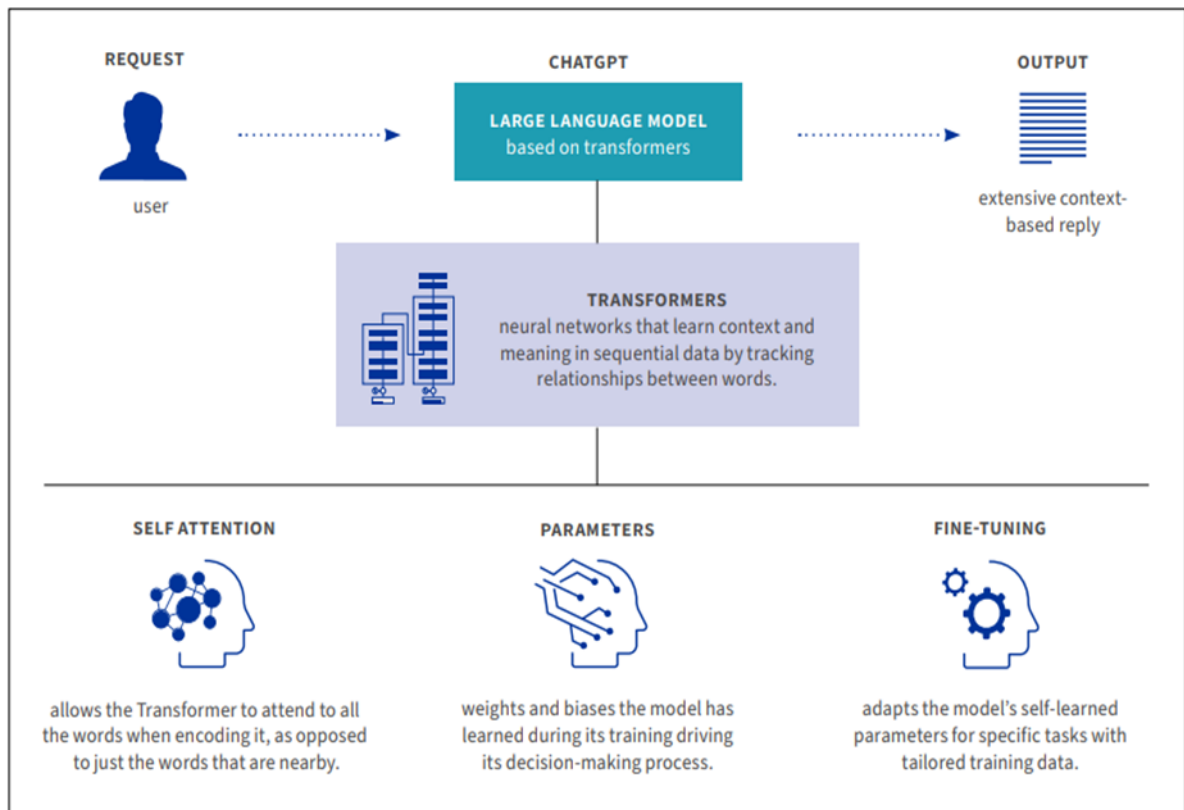 REQUEST
CHATGPT
OUTPUT
LARGE LANGUAGE MODEL
based on transformers
user
extensive context-
based reply
TRANSFORMERS
neural networks that learn context and
meaning in sequential data by tracking
relationships between words.
SELF ATTENTION
PARAMETERS
FINE-TUNING
allows the Transformer to attend to all
the words when encoding it, as opposed
to just the words that are nearby.
weights and biases the model has
learned during its training driving
its decision-making process.
adapts the model's self-learned
parameters for specific tasks with
tailored training data.